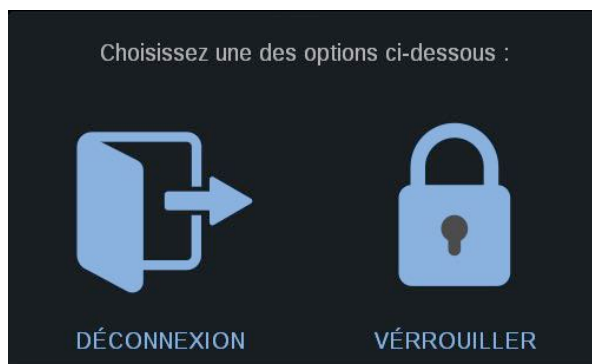 Choisissez une des options ci-dessous :
DÉCONNEXION
VÉRROUILLER